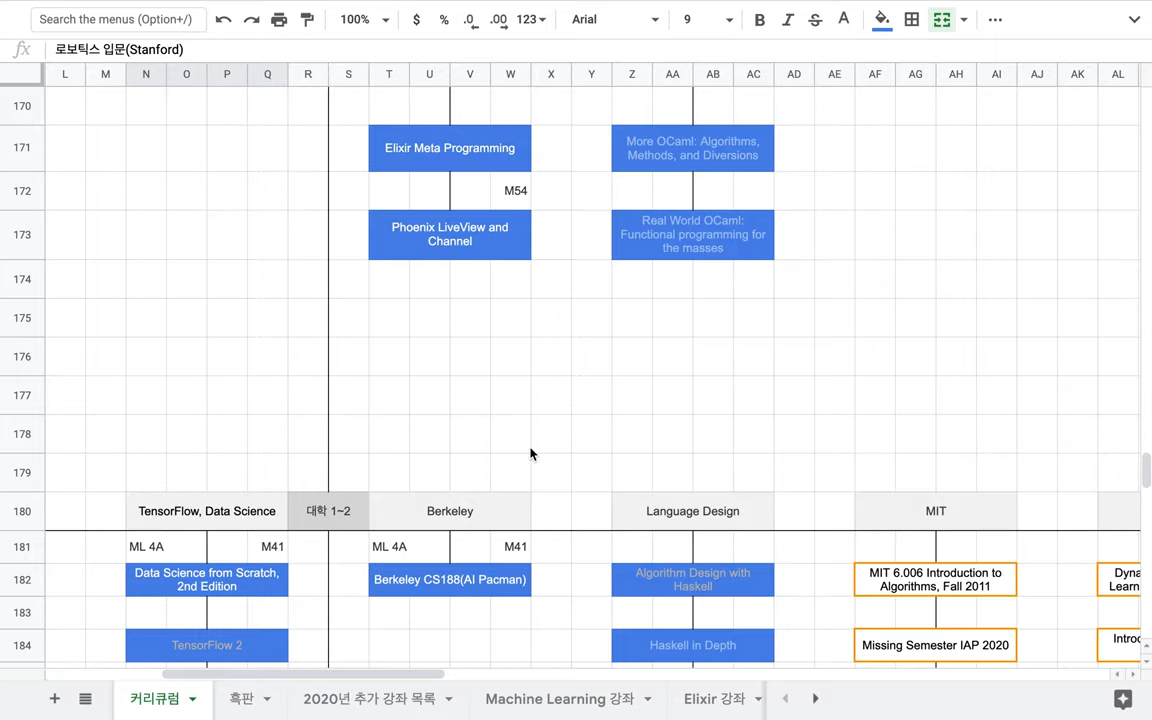 Search the menus (Option+/)
100%
$
%
.0
.00
123
Arial
9
B
I
S
A
fx
로보틱스 입문(Stanford)
L M N O P Q R S T U V W X Y Z AA AB AC AD AE AF AG AH AI AJ AK AL
170
171
Elixir Meta Programming
More OCaml: Algorithms,
Methods, and Diversions
172
M54
173
Phoenix LiveView and
Channel
Real World OCaml:
Functional programming for
the masses
174
175
176
177
178
179
180
TensorFlow, Data Science
대학 1~2
Berkeley
Language Design
MIT
181
ML 4A
M41
ML 4A
M41
182
Data Science from Scratch,
2nd Edition
Berkeley CS188(AI Pacman)
Algorithm Design with
Haskell
MIT 6.006 Introduction to
Algorithms, Fall 2011
Dyna
Learn
183
184
TensorFlow 2
Haskell in Depth
Missing Semester IAP 2020
Introd
커리큘럼
흑판
2020년 추가 강좌 목록
Machine Learning 강좌
Elixir 강좌